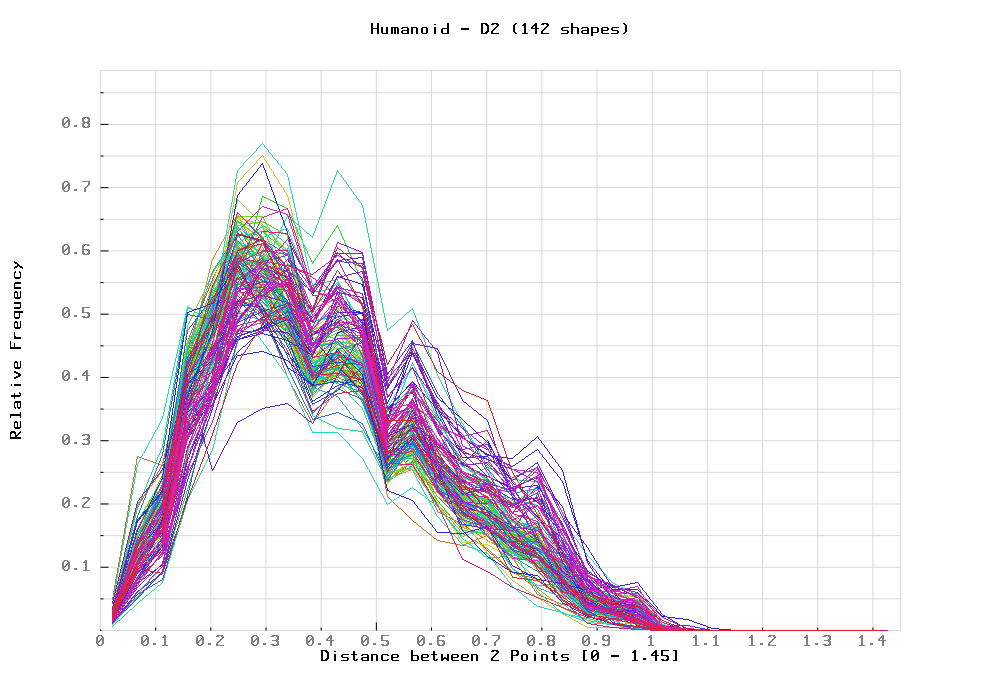 Humanoid - D2 (142 shapes)
0.8
0.7
0.6
0.5
0.4
0.3
0.2
0.1
Relative Frequency
0 0.1 0.2 0.3 0.4 0.5 0.6 0.7 0.8 0.9 1 1.1 1.2 1.3 1.4
Distance between 2 Points [0 - 1.45]